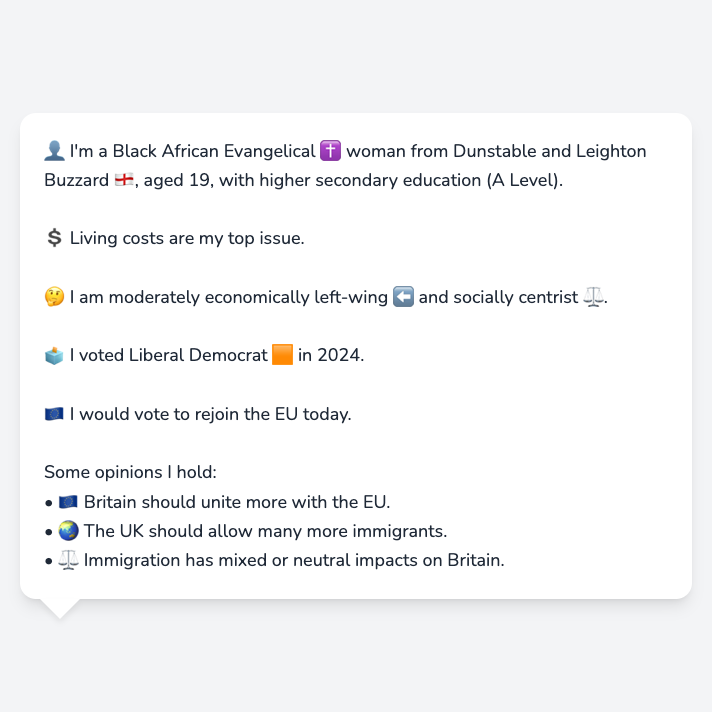 👤 I'm a Black African Evangelical ✝️ woman from Dunstable and Leighton
Buzzard 🏴󠁧󠁢󠁥󠁮󠁧󠁿, aged 19, with higher secondary education (A Level).
💲 Living costs are my top issue.
🤔 I am moderately economically left-wing ⬅️ and socially centrist ⚖️.
🗳️ I voted Liberal Democrat 🟧 in 2024.
🇪🇺 I would vote to rejoin the EU today.
Some opinions I hold:
• 🇪🇺 Britain should unite more with the EU.
• 🌏 The UK should allow many more immigrants.
• ⚖️ Immigration has mixed or neutral impacts on Britain.